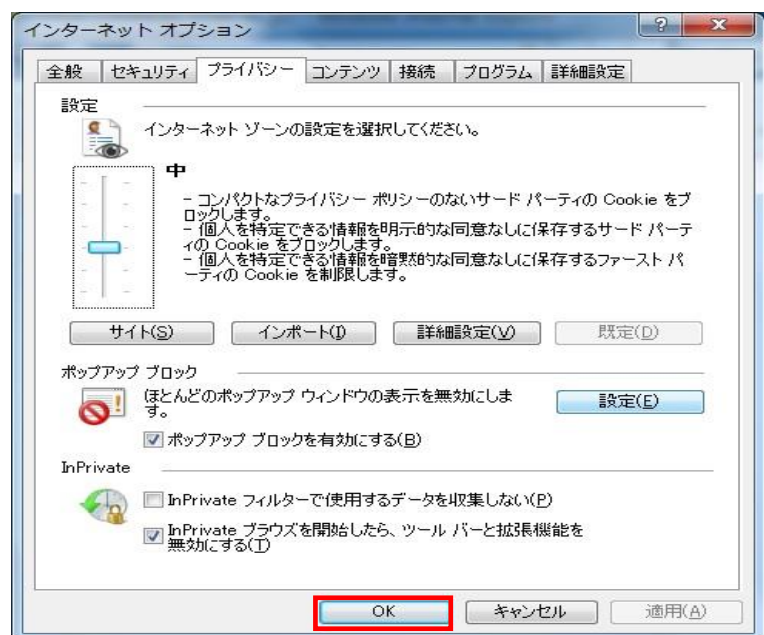 インターネット オプション
全般 セキュリティ プライバシー コンテンツ 接続 プログラム 詳細設定
設定
インターネット ゾーンの設定を選択してください。
中
- コンパクトなプライバシー ポリシーのないサード パーティの Cookie をブ
ロックします。
- 個人を特定できる情報を明示的な同意なしに保存するサード パーテ
ィの Cookie をブロックします。
- 個人を特定できる情報を暗黙的な同意なしに保存するファースト パ
ーティの Cookie を制限します。
サイト(S) インポート(I) 詳細設定(V) 既定(D)
ポップアップ ブロック
ほとんどのポップアップ ウィンドウの表示を無効にしま
す。
設定(E)
ポップアップ ブロックを有効にする(B)
InPrivate
InPrivate フィルターで使用するデータを収集しない(P)
InPrivate ブラウズを開始したら、ツール バーと拡張機能を
無効にする(T)
OK キャンセル 適用(A)